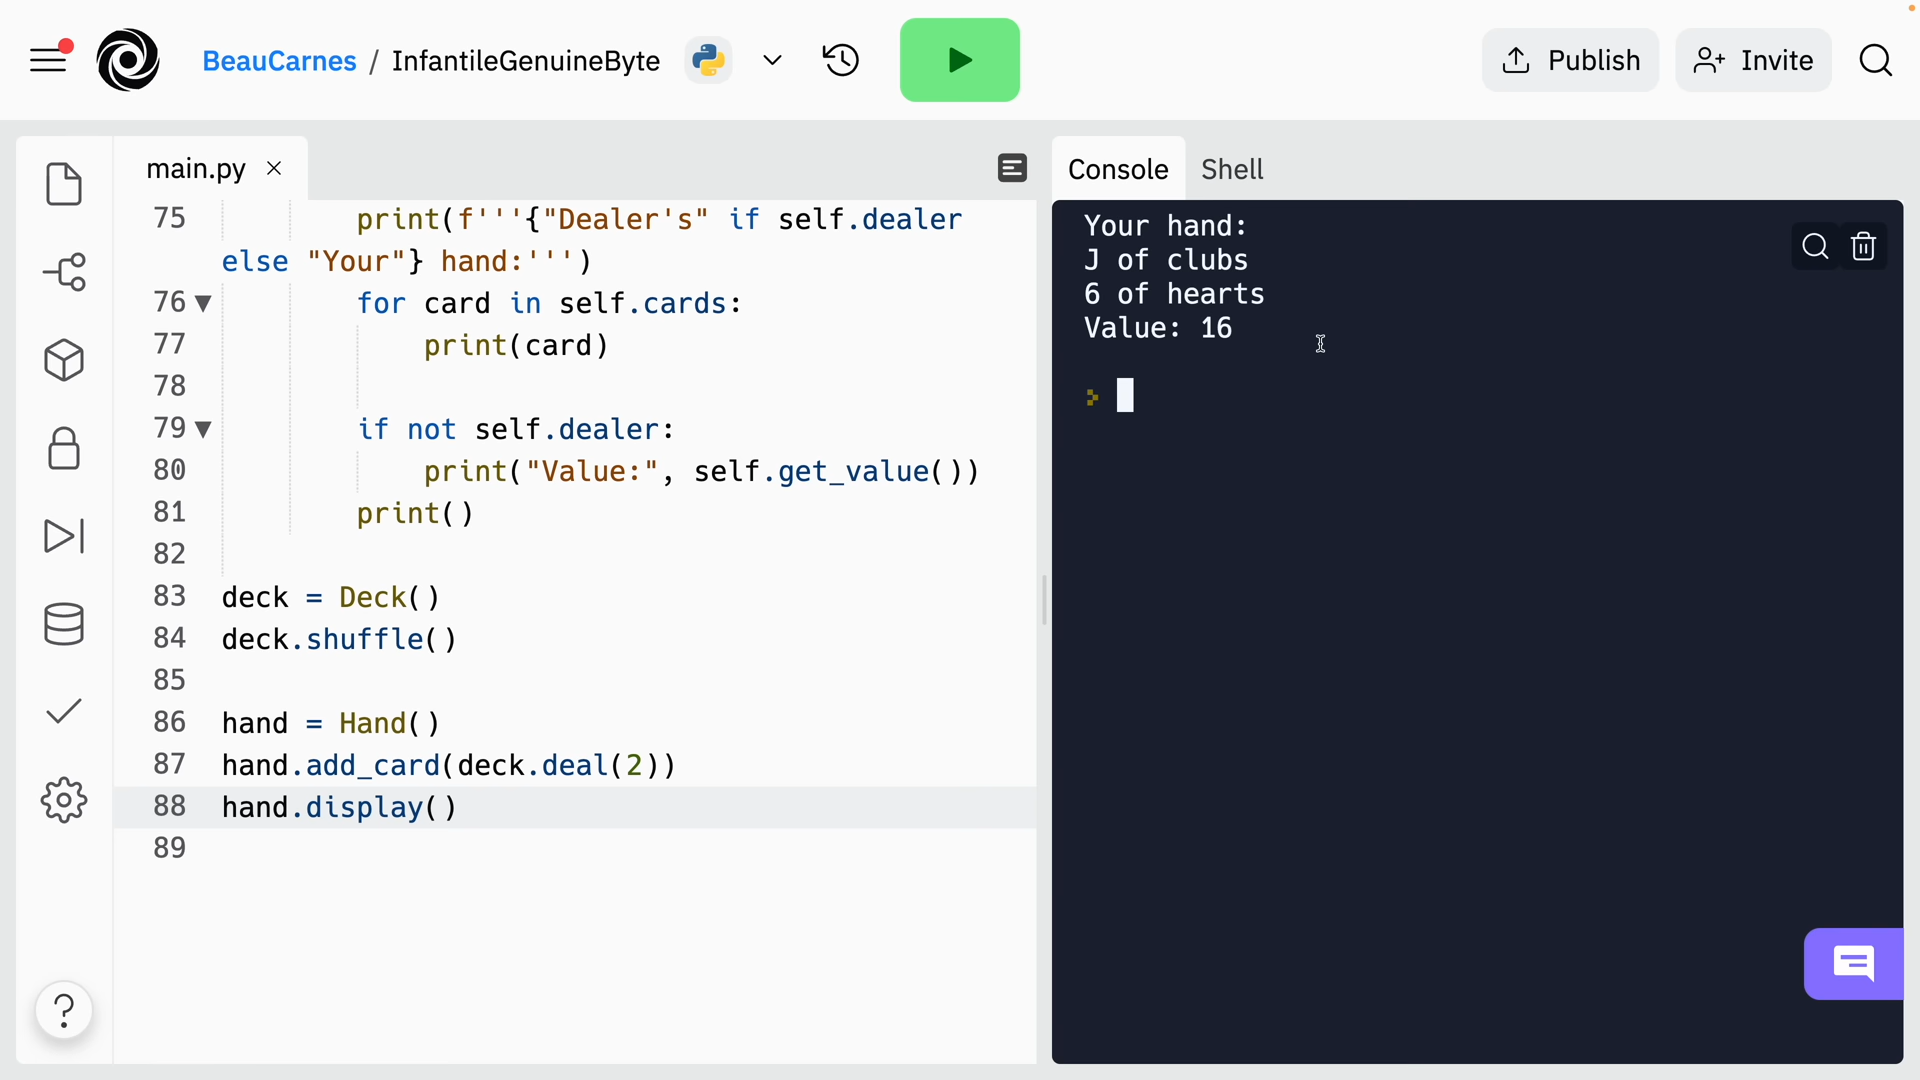 BeauCarnes / InfantileGenuineByte
Publish
Invite
main.py
Console
Shell
75 print(f'''{"Dealer's" if self.dealer
else "Your"} hand:''')
76 for card in self.cards:
77 print(card)
78
79 if not self.dealer:
80 print("Value:", self.get_value())
81 print()
82
83 deck = Deck()
84 deck.shuffle()
85
86 hand = Hand()
87 hand.add_card(deck.deal(2))
88 hand.display()
89
Your hand:
J of clubs
6 of hearts
Value: 16
?